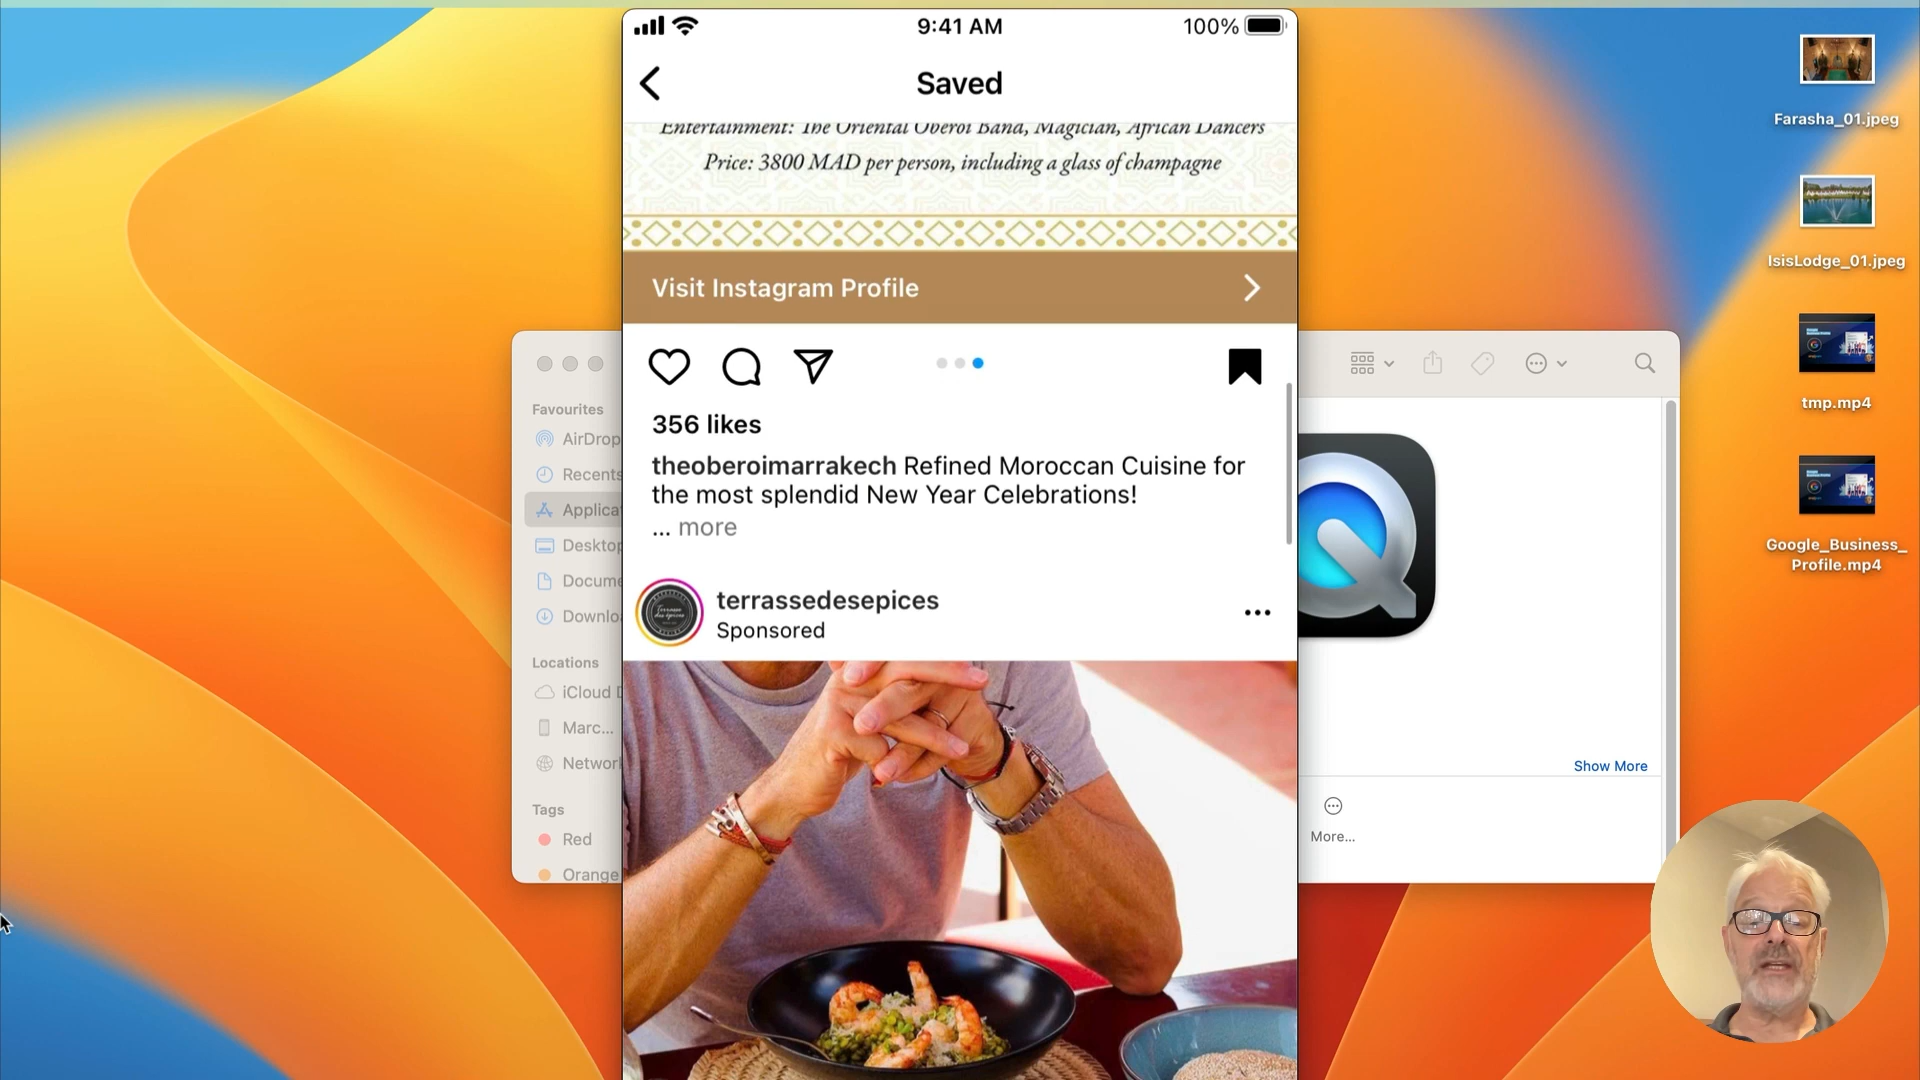 9:41 AM
100%
Saved
Entertainment: The Oriental Oberoi Band, Magician, African Dancers
Price: 3800 MAD per person, including a glass of champagne
Visit Instagram Profile
356 likes
theoberoimarrakech Refined Moroccan Cuisine for
the most splendid New Year Celebrations!
... more
terrassedesepices
Sponsored
Favourites
AirDrop
Recents
Applica
Desktop
Docume
Downlo
Locations
iCloud D
Marc...
Networ
Tags
Red
Orange
Show More
More...
Farasha_01.jpeg
IsisLodge_01.jpeg
tmp.mp4
Google_Business_
Profile.mp4